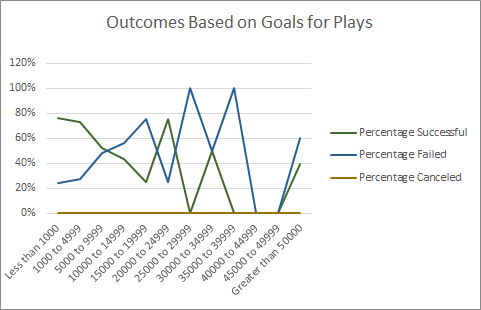 Outcomes Based on Goals for Plays
120%
100%
80%
60%
40%
20%
0%
Percentage Successful
Percentage Failed
Percentage Canceled
Less than 1000
1000 to 4999
5000 to 9999
10000 to 14999
15000 to 19999
20000 to 24999
25000 to 29999
30000 to 34999
35000 to 39999
40000 to 44999
45000 to 49999
Greater than 50000